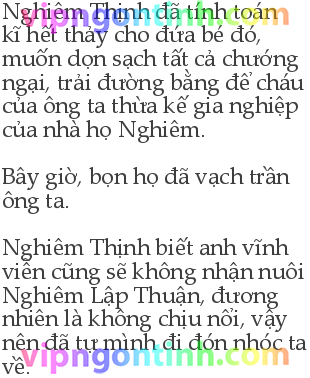 vipngontinh.com
Nghiêm Thịnh đã tính toán
kĩ hết thảy cho đứa bé đó,
muốn dọn sạch tất cả chướng
ngại, trải đường bằng để cháu
của ông ta thừa kế gia nghiệp
của nhà họ Nghiêm.
Bây giờ, bọn họ đã vạch trần
ông ta.
Nghiêm Thịnh biết anh vĩnh
viễn cũng sẽ không nhận nuôi
Nghiêm Lập Thuận, đương
nhiên là không chịu nổi, vậy
nên đã tự mình đi đón nhóc ta
về.
vipngontinh.com